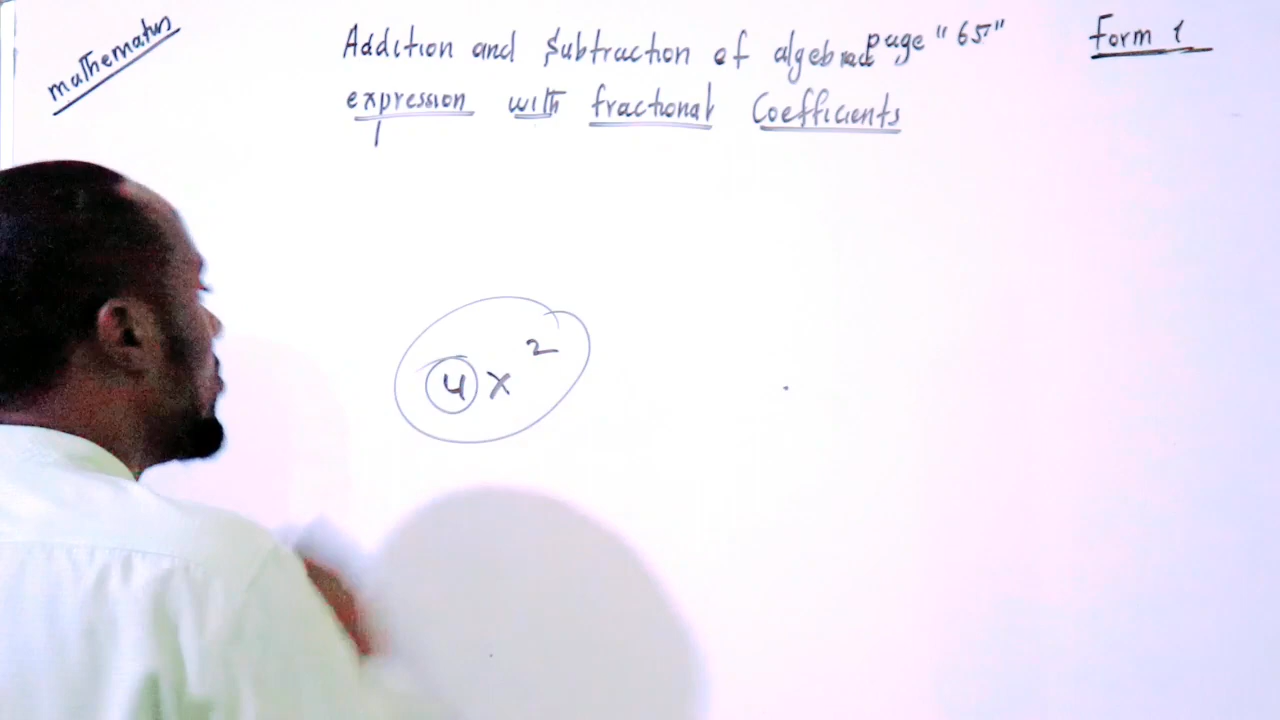 mathematics
Addition and Subtraction of algebraic page "65"
expression with fractional Coefficients
Form 1
4x²